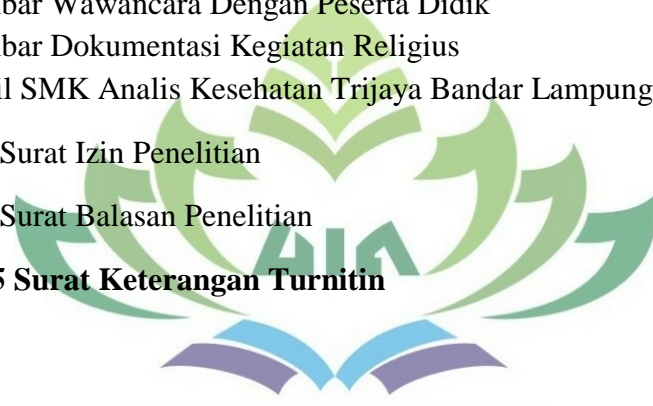 bar Wawancara Dengan Peserta Didik
bar Dokumentasi Kegiatan Religius
il SMK Analis Kesehatan Trijaya Bandar Lampung
Surat Izin Penelitian
Surat Balasan Penelitian
5 Surat Keterangan Turnitin